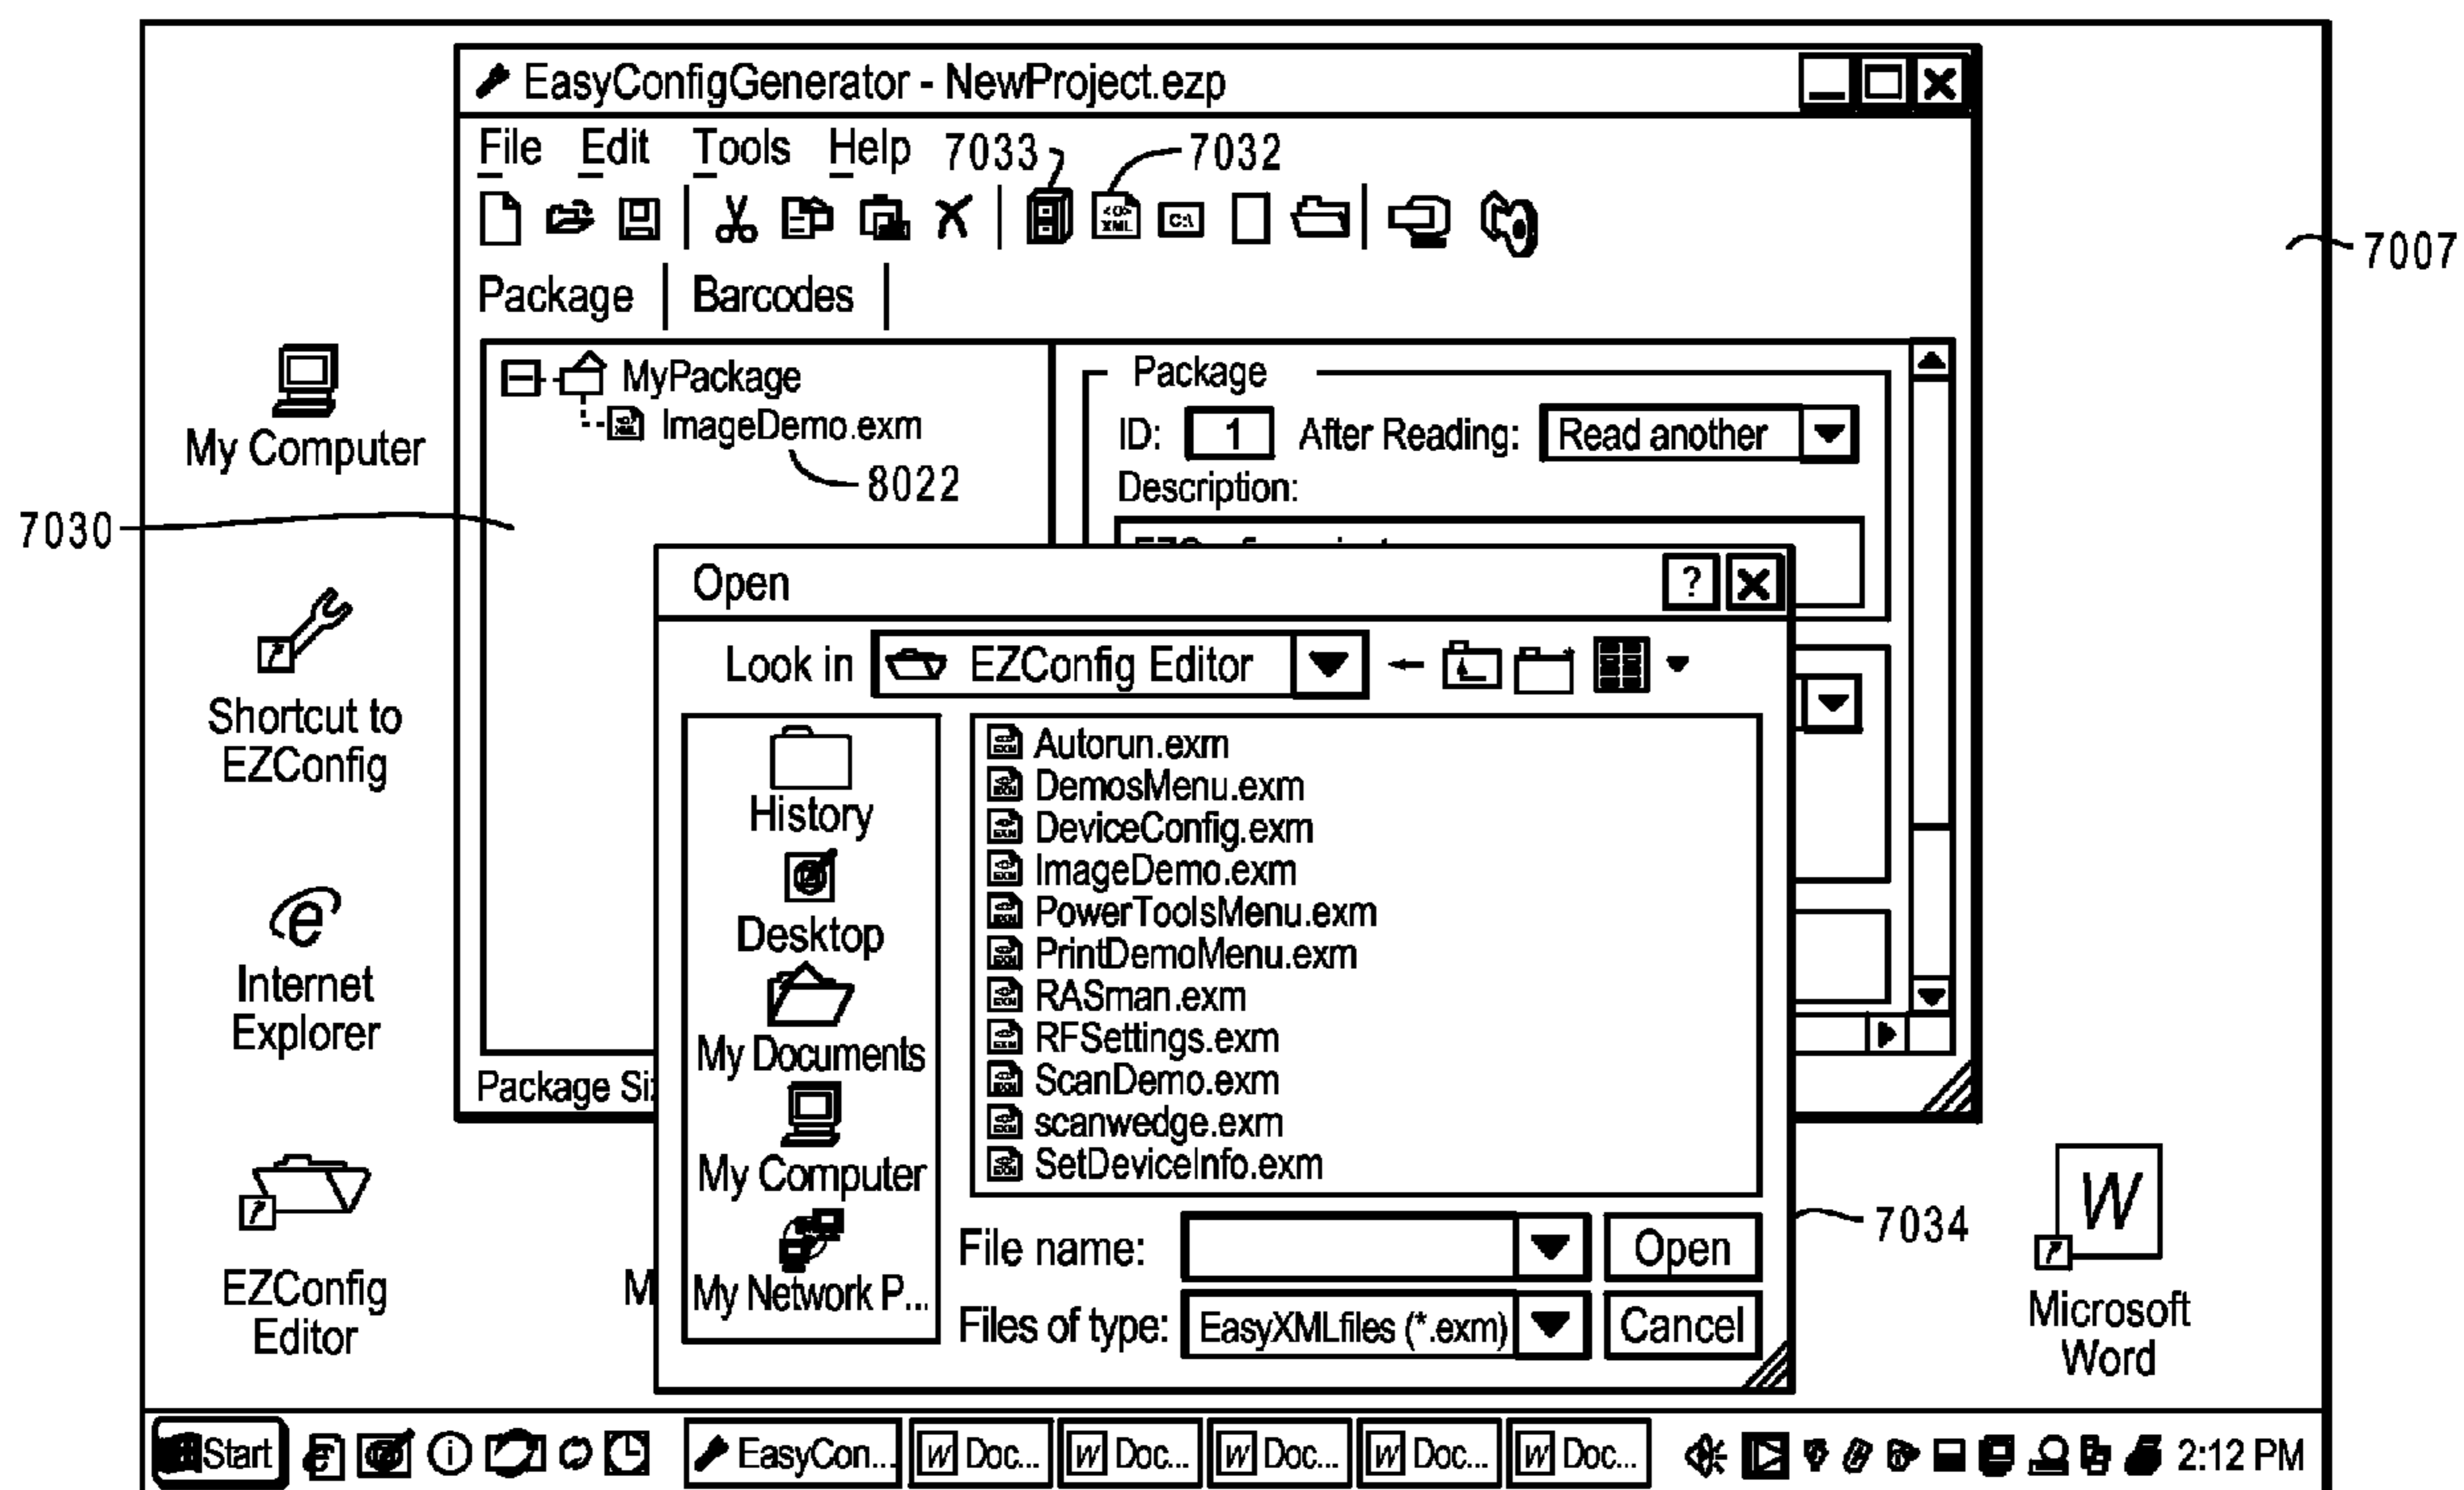 EasyConfigGenerator - NewProject.ezp
File Edit Tools Help 7033 7032
XML C:\
7007
Package Barcodes
MyPackage
ImageDemo.exm
8022
7030
Package
ID: 1 After Reading: Read another
Description:
My Computer
Shortcut to
EZConfig
Internet
Explorer
EZConfig
Editor
Package Siz
M
Open
?
Look in EZConfig Editor
History
Desktop
My Documents
My Computer
My Network P...
Autorun.exm
DemosMenu.exm
DeviceConfig.exm
ImageDemo.exm
PowerToolsMenu.exm
PrintDemoMenu.exm
RASman.exm
RFSettings.exm
ScanDemo.exm
scanwedge.exm
SetDeviceInfo.exm
7034
File name: Open
Files of type: EasyXMLfiles (*.exm) Cancel
W
Microsoft
Word
Start EasyCon... W Doc... W Doc... W Doc... W Doc... W Doc... 2:12 PM